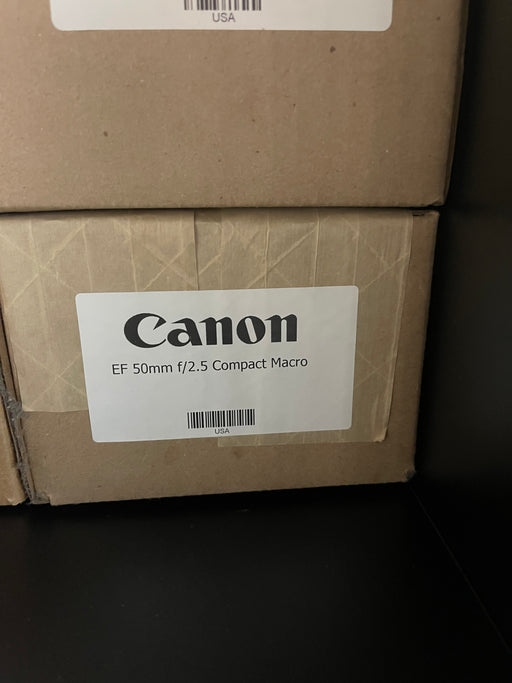 USA
Canon
EF 50mm f/2.5 Compact Macro
USA